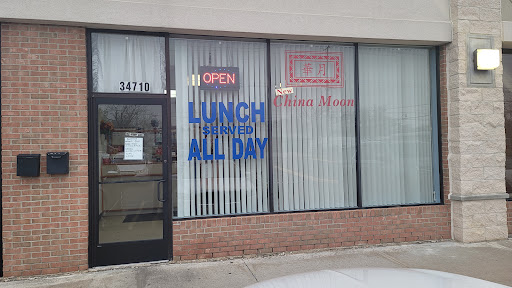 34710
OPEN
LUNCH
SERVED
ALL DAY
New
China Moon